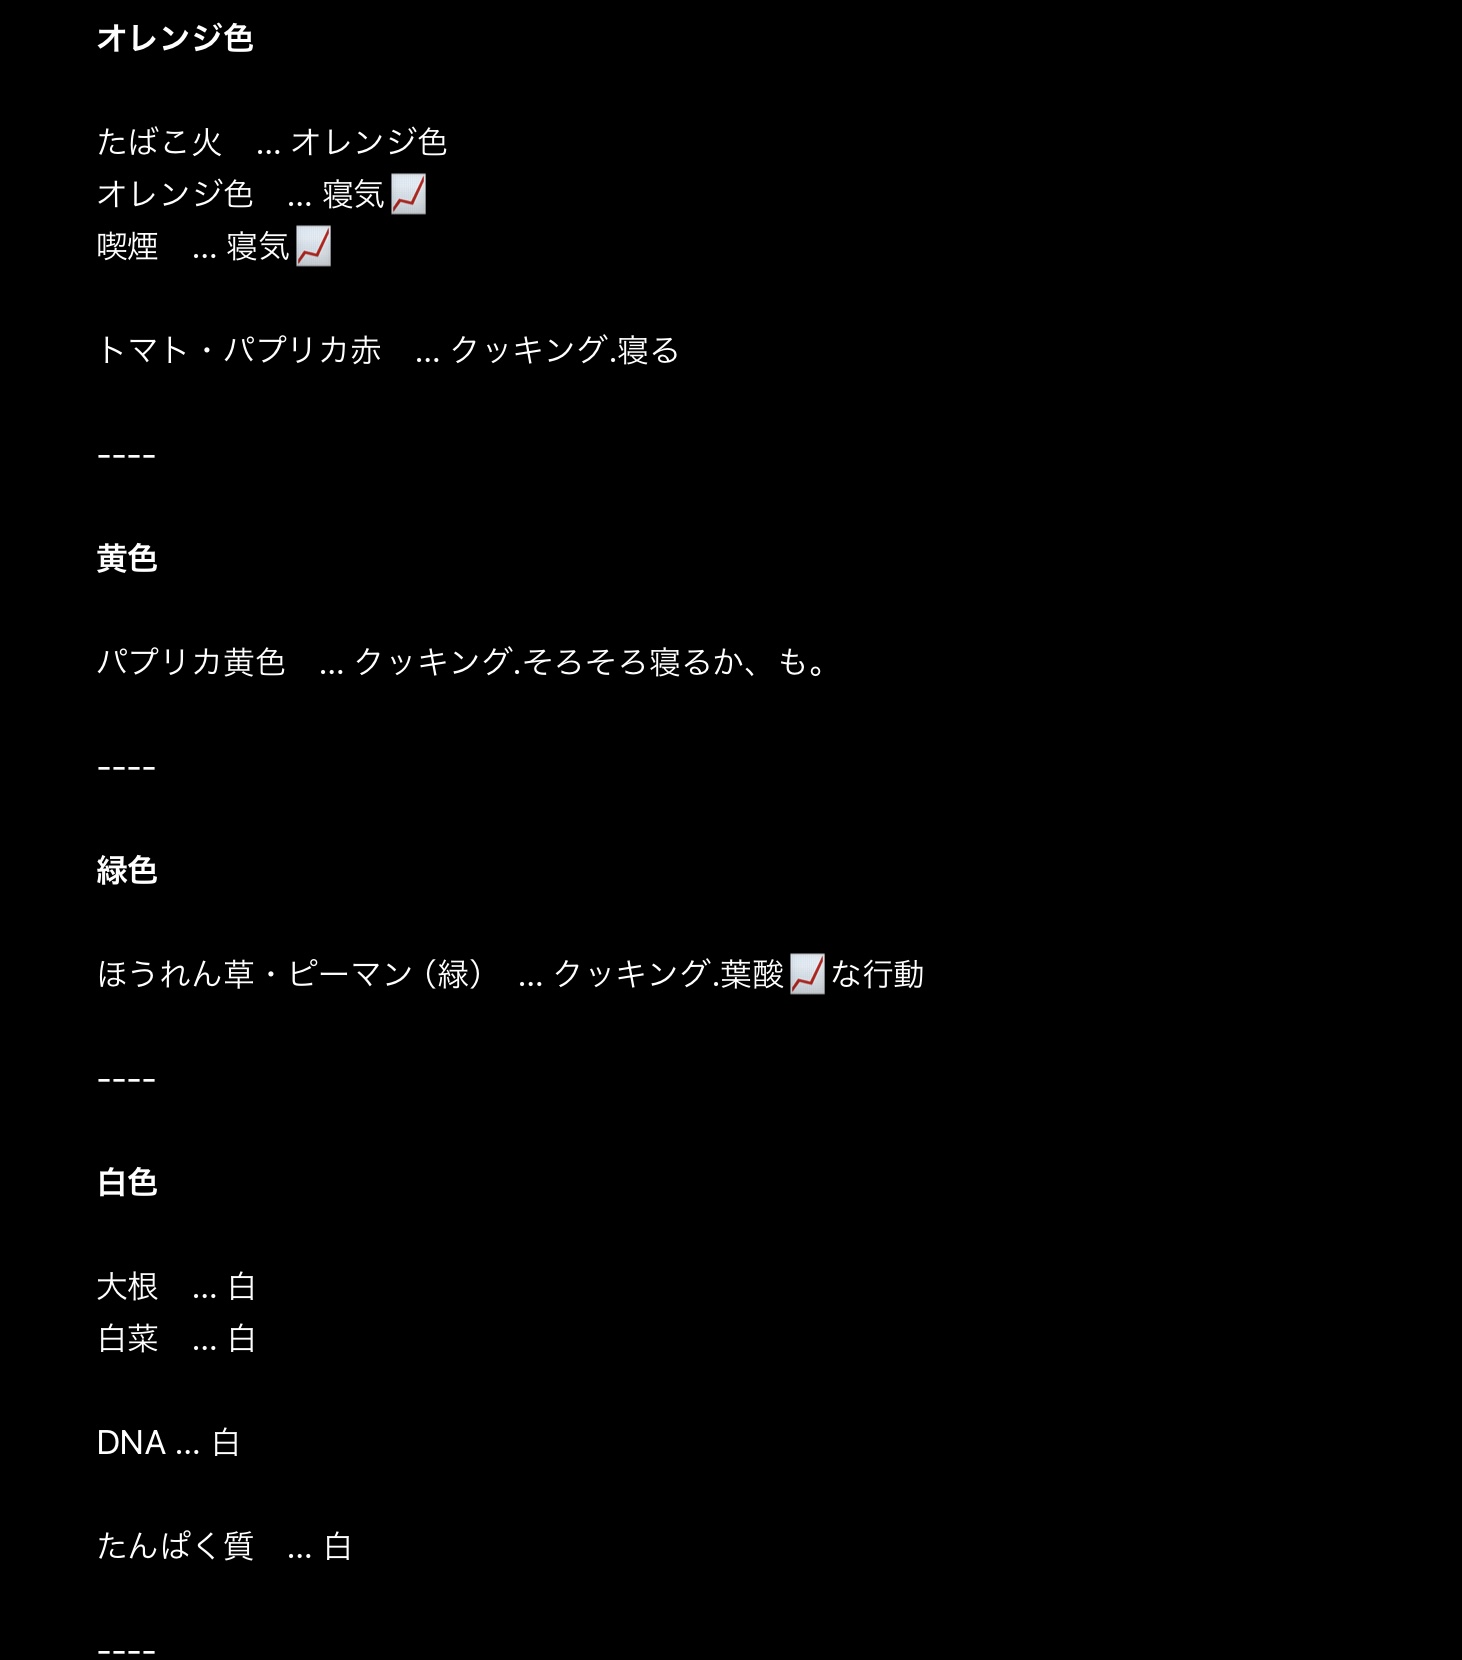 オレンジ色
たばこ火　... オレンジ色
オレンジ色　... 寝気📈
喫煙　... 寝気📈
トマト・パプリカ赤　... クッキング.寝る
----
黄色
パプリカ黄色　... クッキング.そろそろ寝るか、も。
----
緑色
ほうれん草・ピーマン（緑）　... クッキング.葉酸📈な行動
----
白色
大根　... 白
白菜　... 白
DNA ... 白
たんぱく質　... 白
----